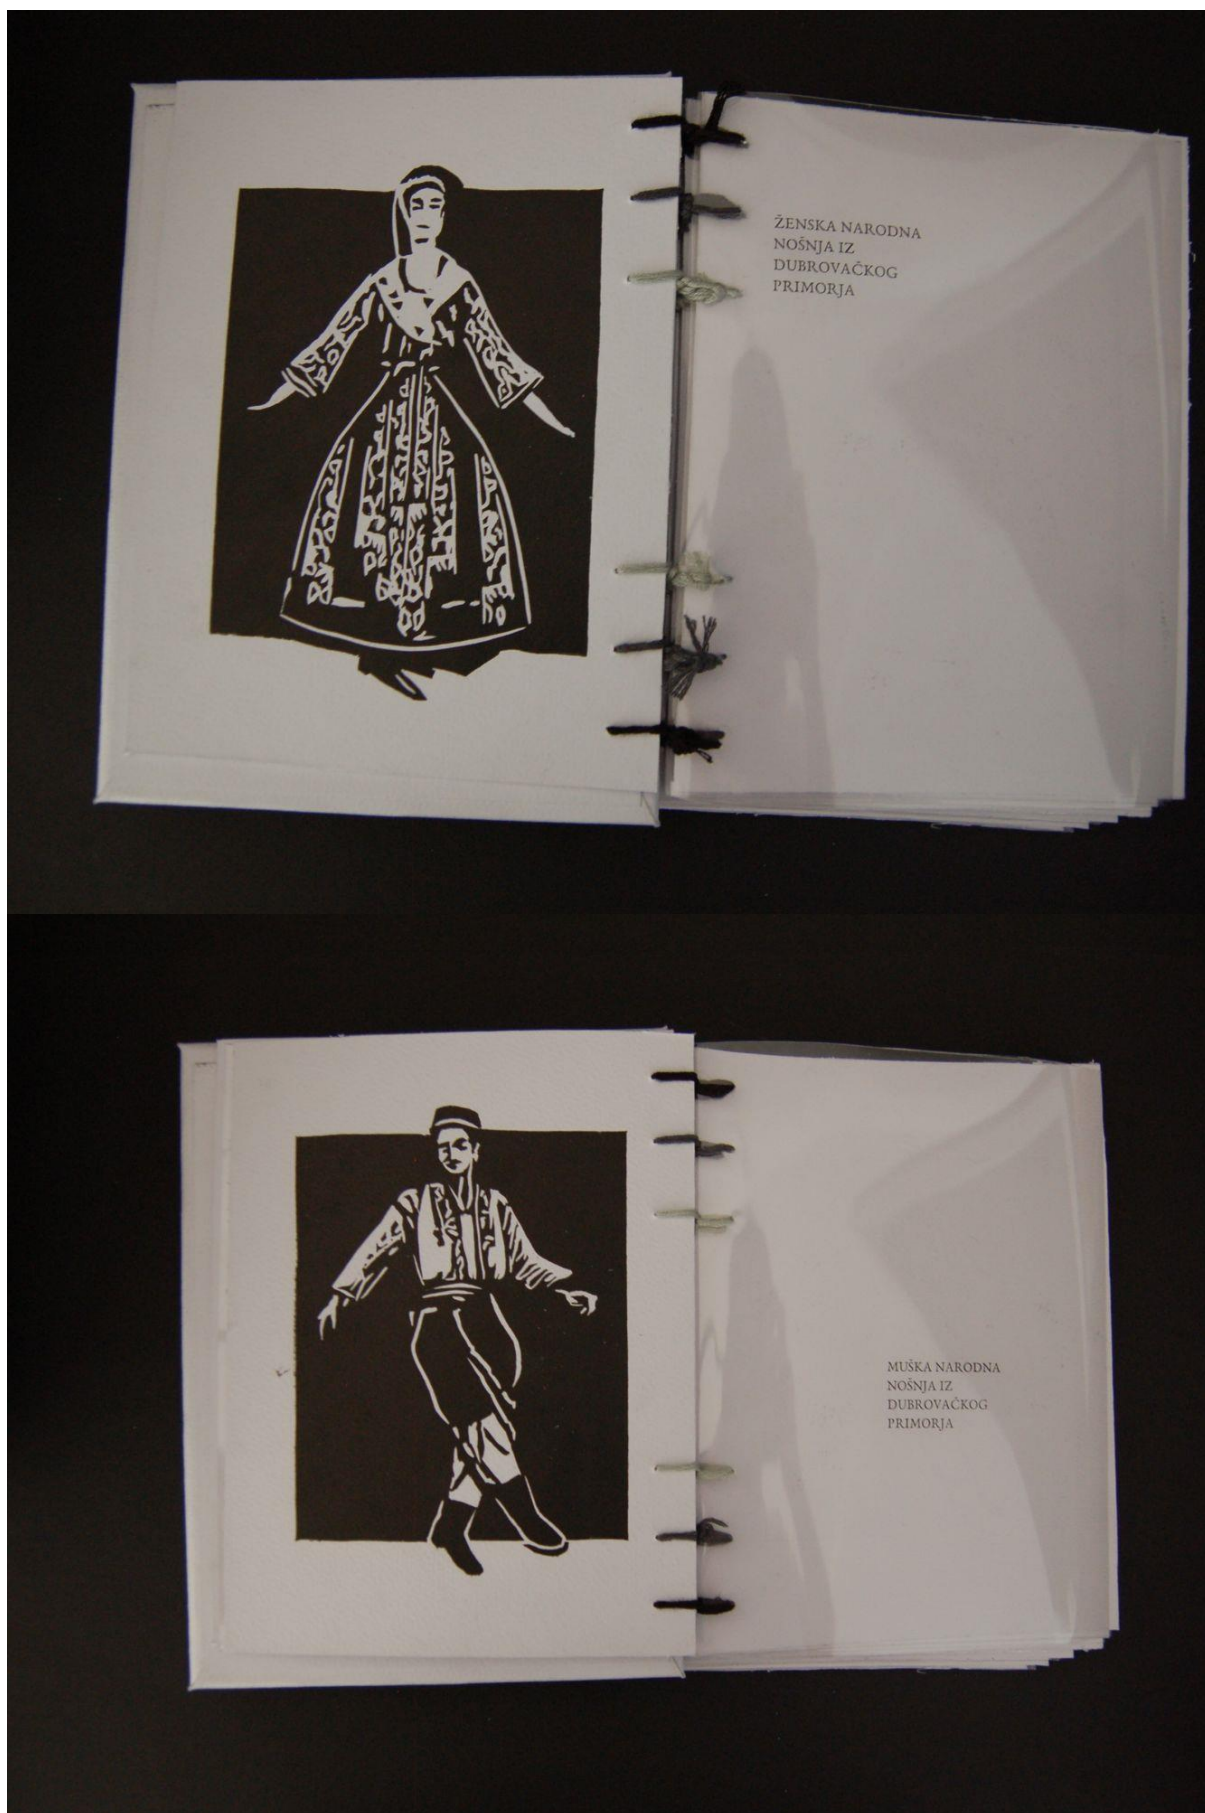 ŽENSKA NARODNA
NOŠNJA IZ
DUBROVAČKOG
PRIMORJA
MUŠKA NARODNA
NOŠNJA IZ
DUBROVAČKOG
PRIMORJA